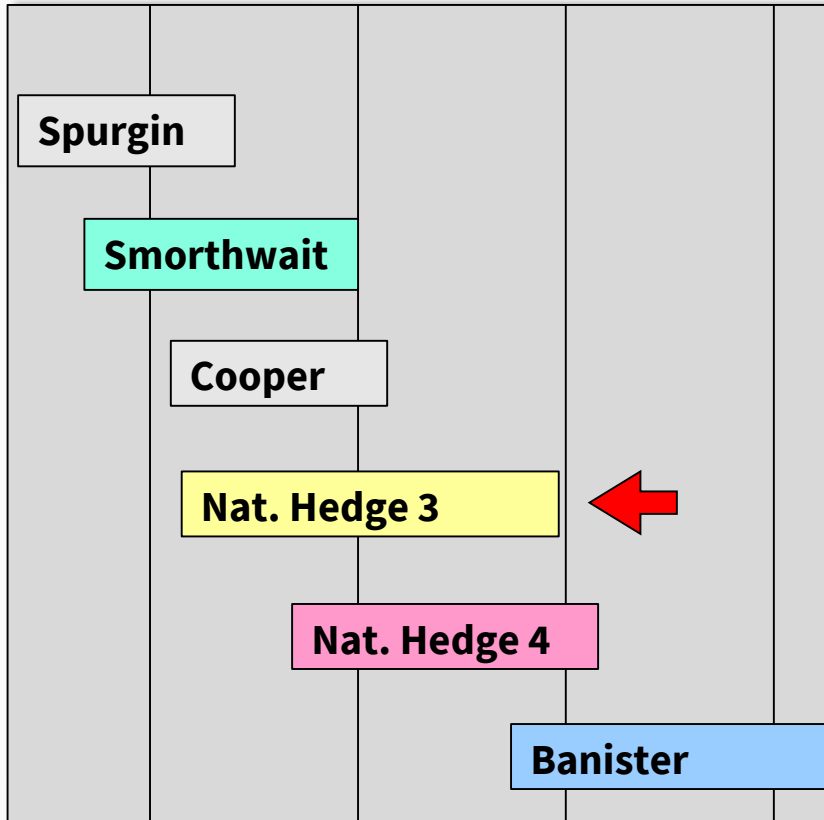 Spurgin
Smorthwait
Cooper
Nat. Hedge 3
Nat. Hedge 4
Banister